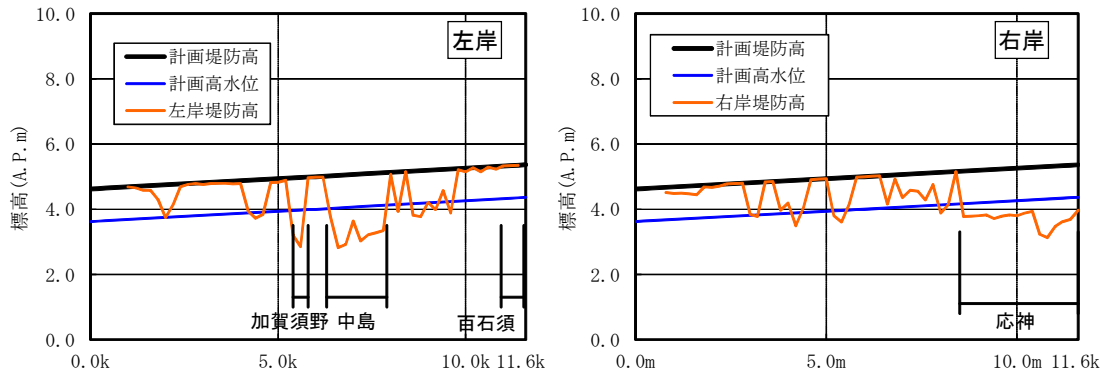 左岸
標高(A.P.m)
10.0
8.0
6.0
4.0
2.0
0.0
計画堤防高
計画高水位
左岸堤防高
加賀須野 中島 百石須
0.0k 5.0k 10.0k 11.6k
右岸
標高(A.P.m)
10.0
8.0
6.0
4.0
2.0
0.0
計画堤防高
計画高水位
右岸堤防高
応神
0.0m 5.0m 10.0m 11.6k